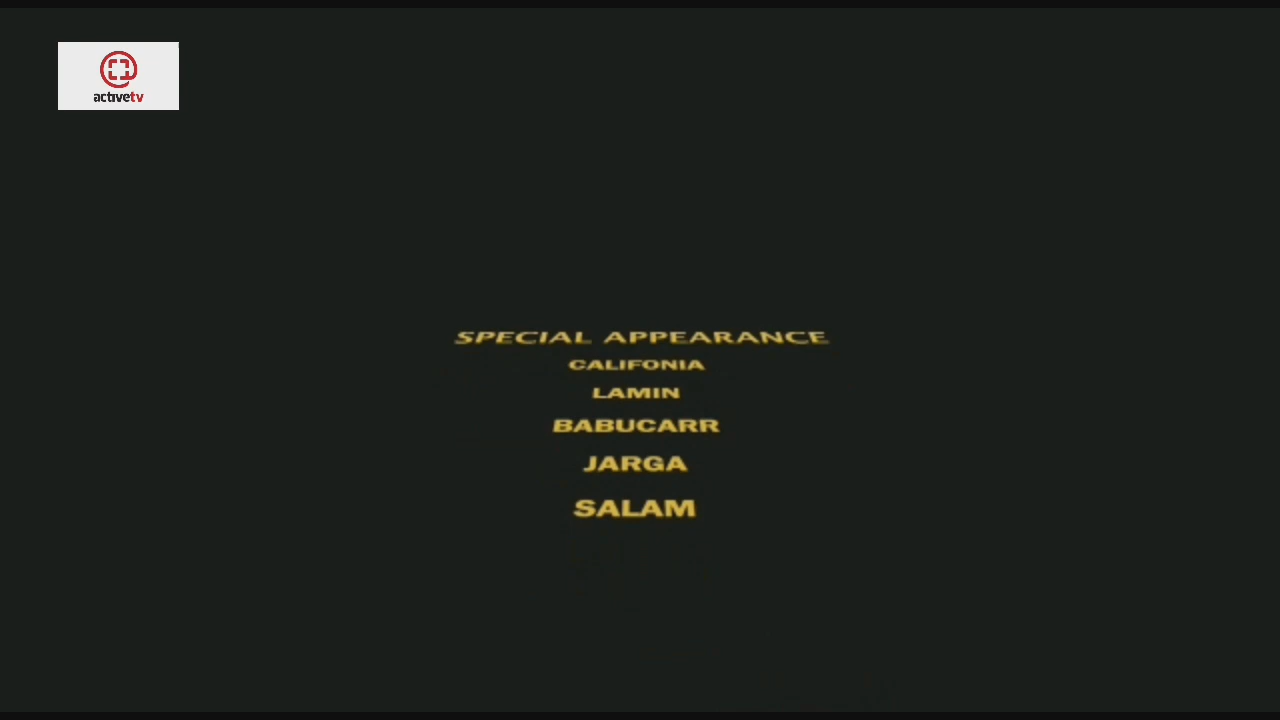 activetv
SPECIAL APPEARANCE
CALIFONIA
LAMIN
BABUCARR
JARGA
SALAM